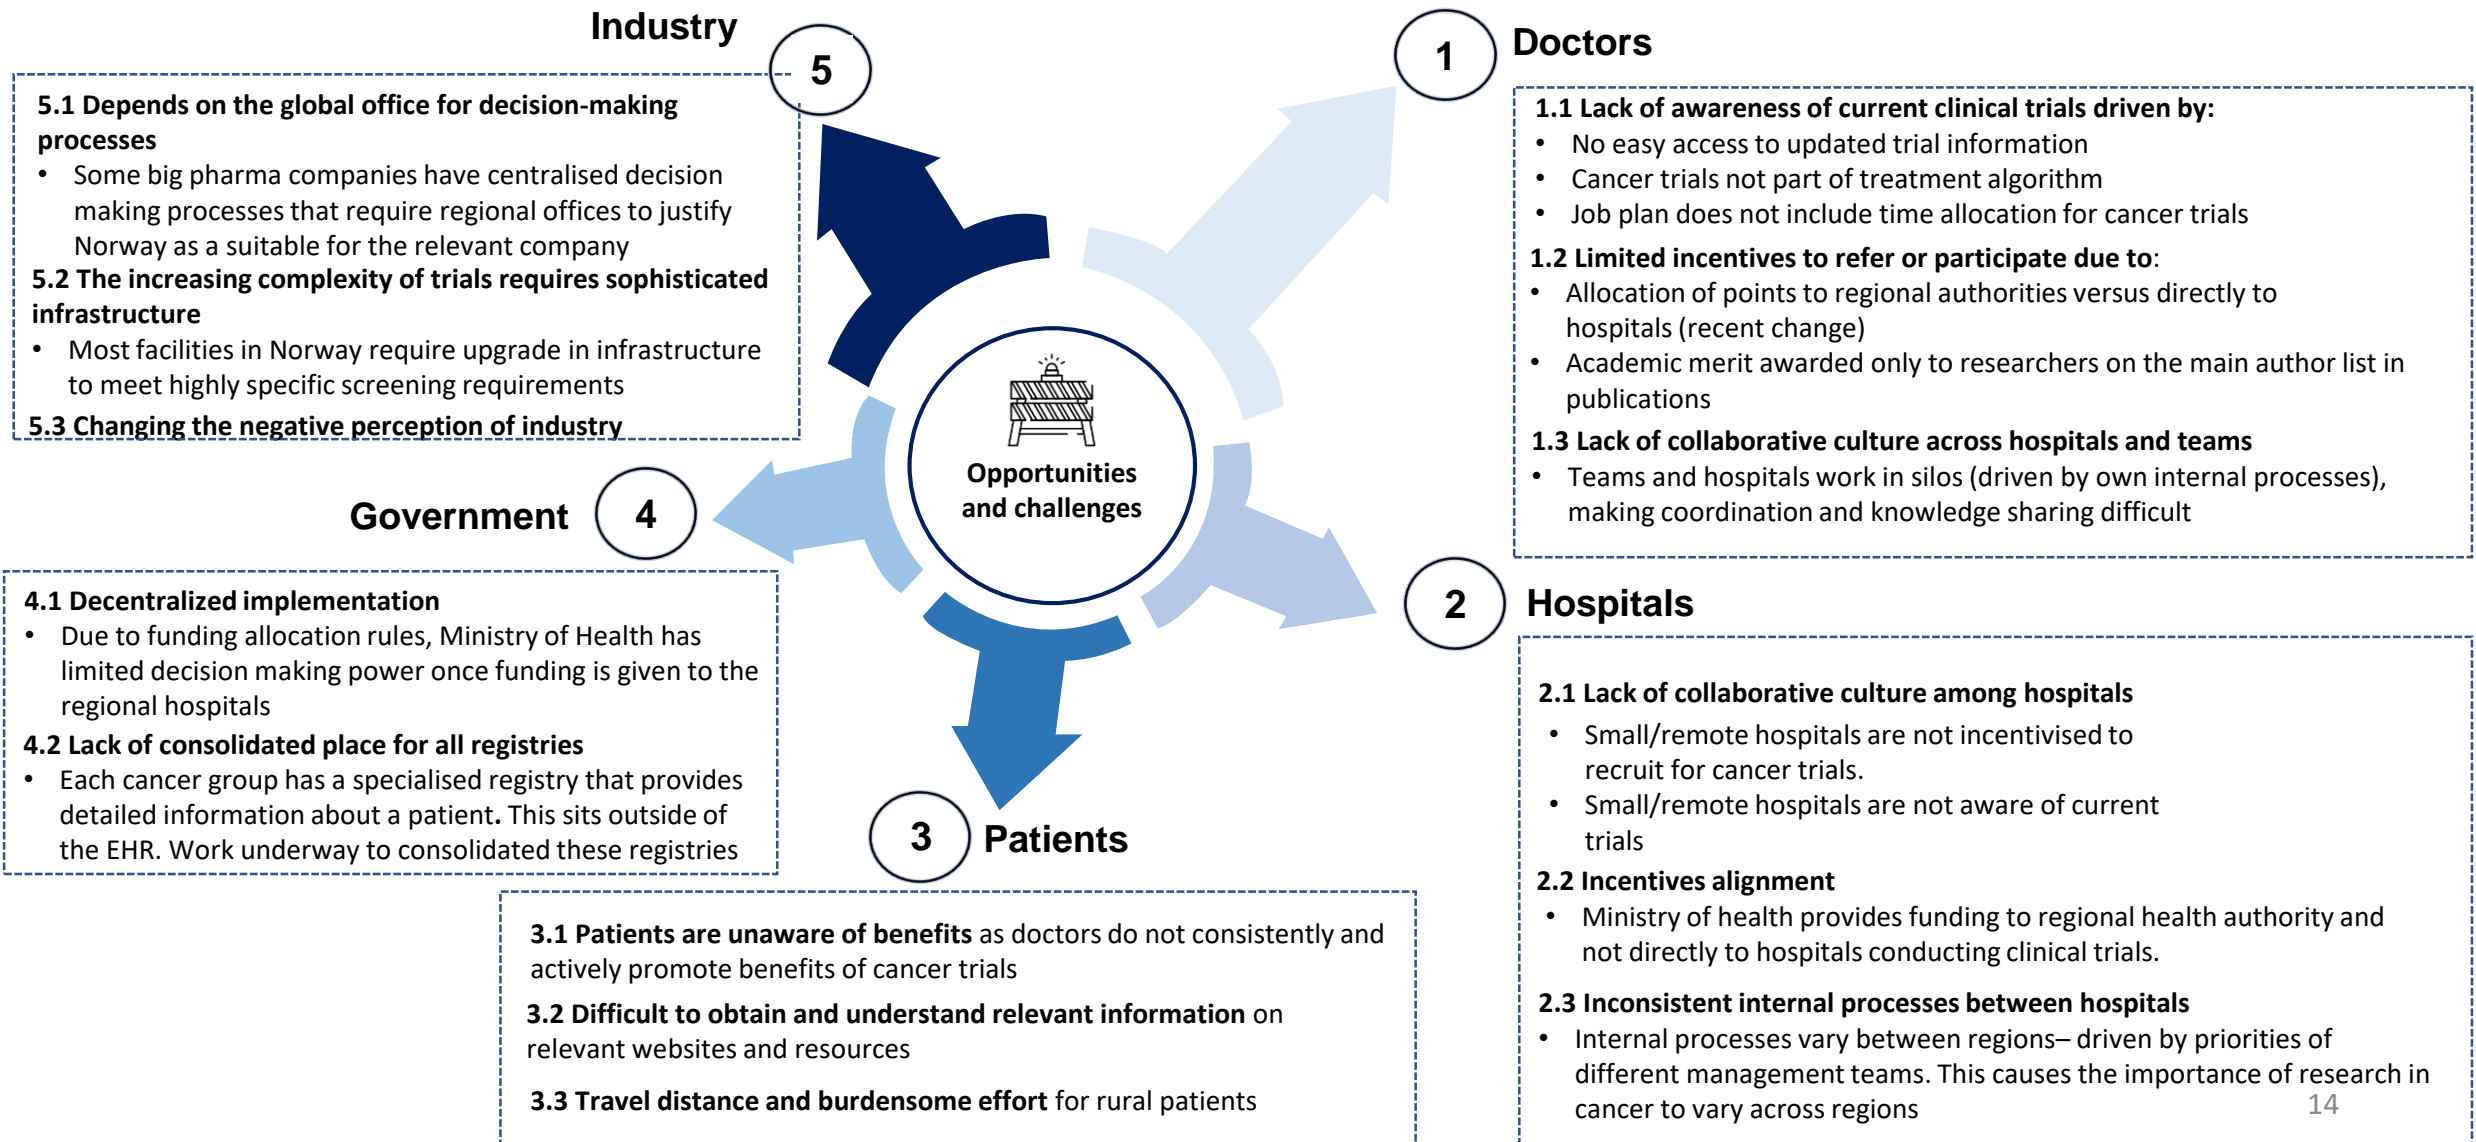 Industry
5
5.1 Depends on the global office for decision-making
processes
• Some big pharma companies have centralised decision
making processes that require regional offices to justify
Norway as a suitable for the relevant company
5.2 The increasing complexity of trials requires sophisticated
infrastructure
• Most facilities in Norway require upgrade in infrastructure
to meet highly specific screening requirements
5.3 Changing the negative perception of industry
1
Doctors
1.1 Lack of awareness of current clinical trials driven by:
• No easy access to updated trial information
• Cancer trials not part of treatment algorithm
• Job plan does not include time allocation for cancer trials
1.2 Limited incentives to refer or participate due to:
• Allocation of points to regional authorities versus directly to
hospitals (recent change)
• Academic merit awarded only to researchers on the main author list in
publications
1.3 Lack of collaborative culture across hospitals and teams
• Teams and hospitals work in silos (driven by own internal processes),
making coordination and knowledge sharing difficult
Opportunities
and challenges
Government
4
4.1 Decentralized implementation
• Due to funding allocation rules, Ministry of Health has
limited decision making power once funding is given to the
regional hospitals
4.2 Lack of consolidated place for all registries
• Each cancer group has a specialised registry that provides
detailed information about a patient. This sits outside of
the EHR. Work underway to consolidated these registries
2
Hospitals
2.1 Lack of collaborative culture among hospitals
• Small/remote hospitals are not incentivised to
recruit for cancer trials.
• Small/remote hospitals are not aware of current
trials
2.2 Incentives alignment
• Ministry of health provides funding to regional health authority and
not directly to hospitals conducting clinical trials.
2.3 Inconsistent internal processes between hospitals
• Internal processes vary between regions– driven by priorities of
different management teams. This causes the importance of research in
cancer to vary across regions
3
Patients
3.1 Patients are unaware of benefits as doctors do not consistently and
actively promote benefits of cancer trials
3.2 Difficult to obtain and understand relevant information on
relevant websites and resources
3.3 Travel distance and burdensome effort for rural patients
14